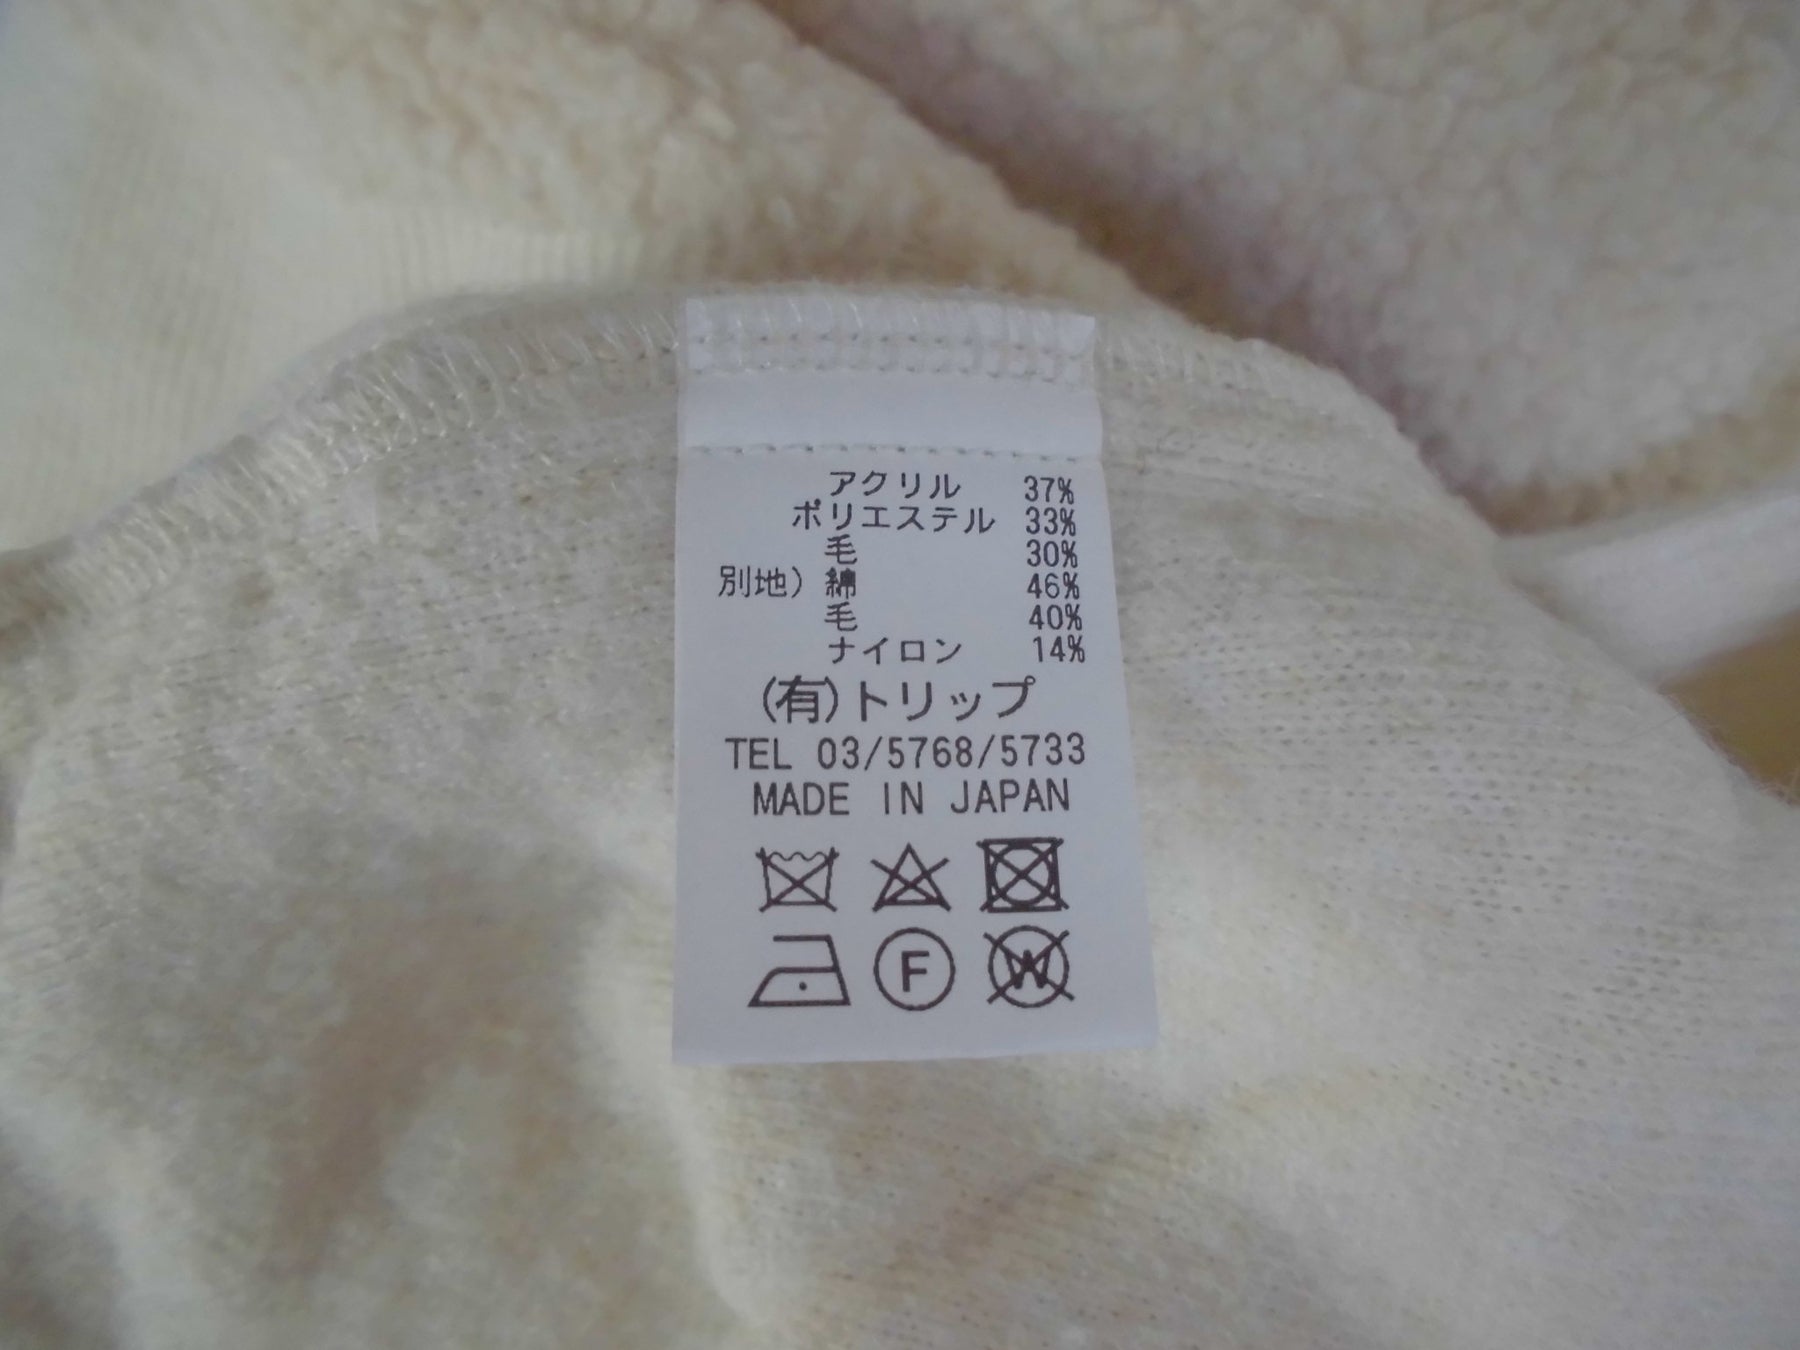 アクリル 37%
ポリエステル 33%
毛 30%
別地) 綿 46%
毛 40%
ナイロン 14%
(有)トリップ
TEL 03/5768/5733
MADE IN JAPAN
F
W